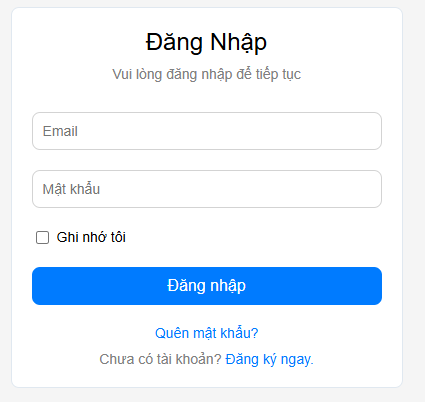 Đăng Nhập
Vui lòng đăng nhập để tiếp tục
Email
Mật khẩu
Ghi nhớ tôi
Đăng nhập
Quên mật khẩu?
Chưa có tài khoản? Đăng ký ngay.